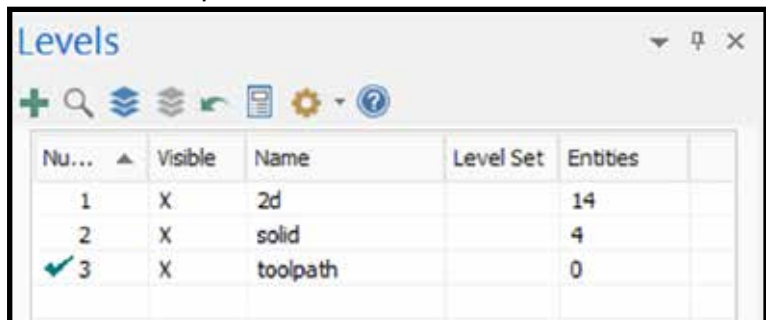 Levels
Nu... Visible Name Level Set Entities
1 X 2d 14
2 X solid 4
3 X toolpath 0